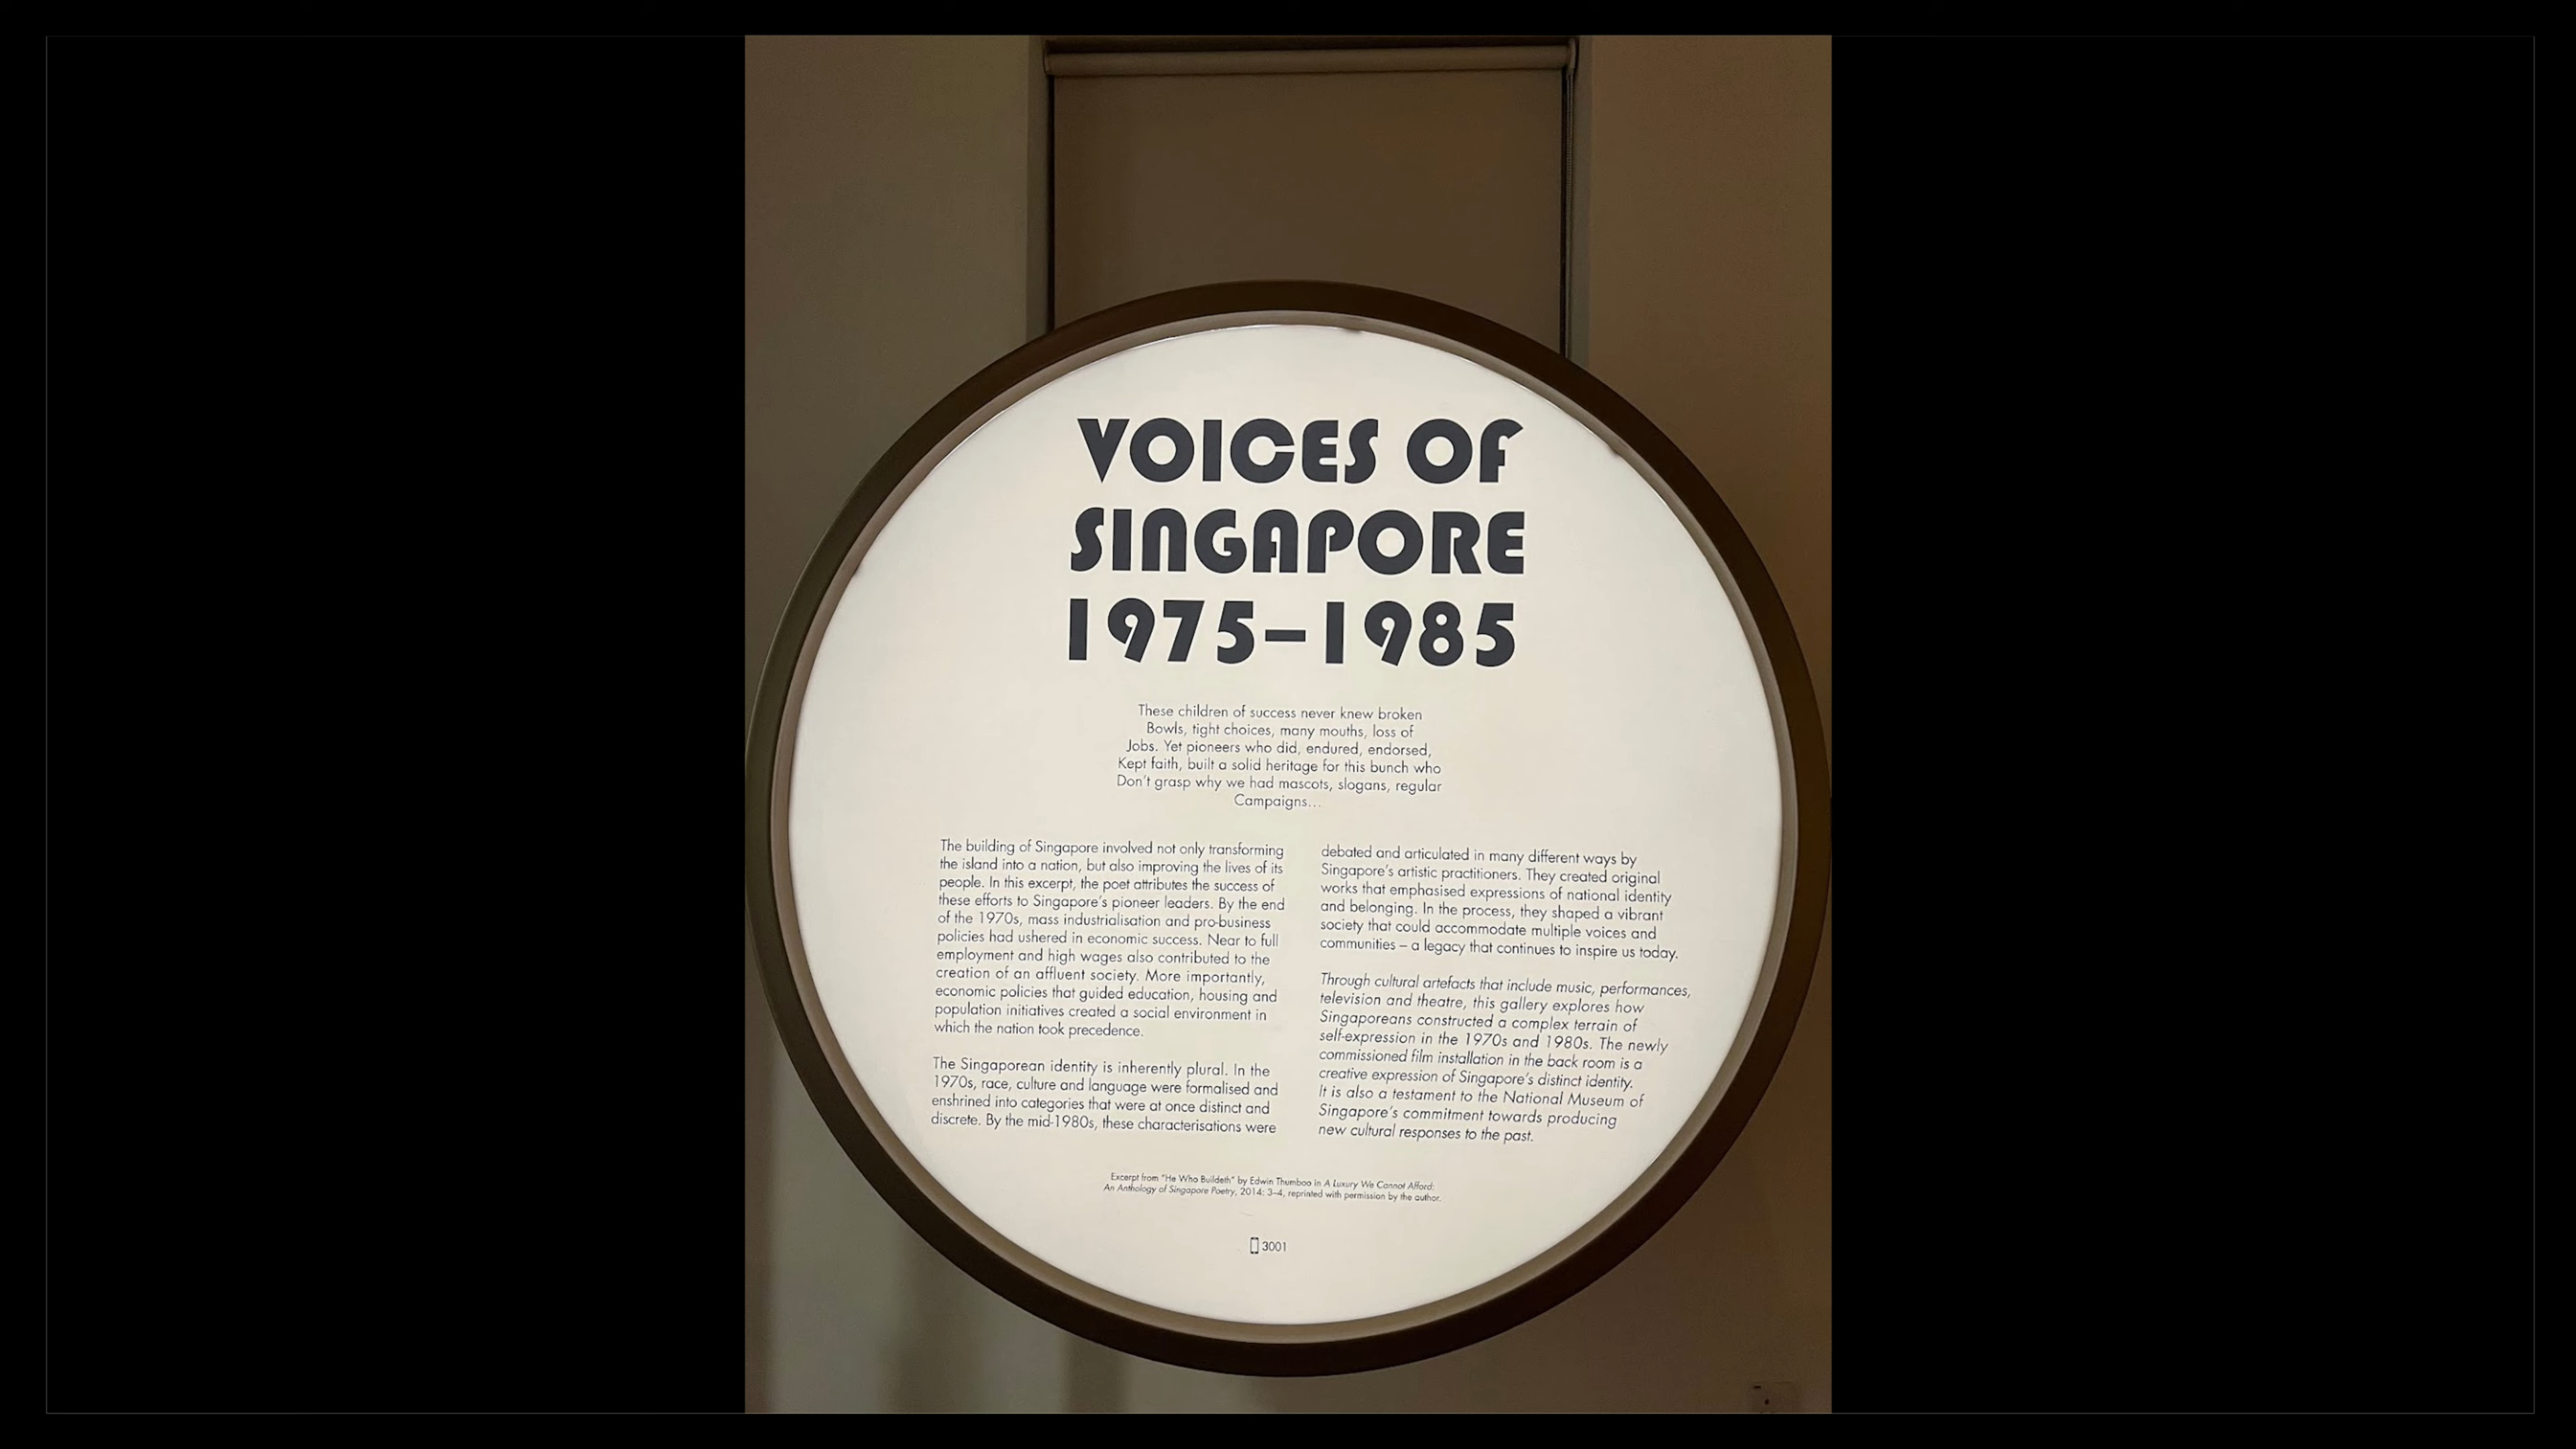 VOICES OF
SINGAPORE
1975–1985
These children of success never knew broken
Bowls, tight choices, many mouths, loss of
Jobs. Yet pioneers who did, endured, endorsed,
Kept faith, built a solid heritage for this bunch who
Don't grasp why we had mascots, slogans, regular
Campaigns...
The building of Singapore involved not only transforming
the island into a nation, but also improving the lives of its
people. In this excerpt, the poet attributes the success of
these efforts to Singapore's pioneer leaders. By the end
of the 1970s, mass industrialisation and pro-business
policies had ushered in economic success. Near to full
employment and high wages also contributed to the
creation of an affluent society. More importantly,
economic policies that guided education, housing and
population initiatives created a social environment in
which the nation took precedence.
The Singaporean identity is inherently plural. In the
1970s, race, culture and language were formalised and
enshrined into categories that were at once distinct and
discrete. By the mid-1980s, these characterisations were
debated and articulated in many different ways by
Singapore's artistic practitioners. They created original
works that emphasised expressions of national identity
and belonging. In the process, they shaped a vibrant
society that could accommodate multiple voices and
communities – a legacy that continues to inspire us today.
Through cultural artefacts that include music, performances,
television and theatre, this gallery explores how
Singaporeans constructed a complex terrain of
self-expression in the 1970s and 1980s. The newly
commissioned film installation in the back room is a
creative expression of Singapore's distinct identity.
It is also a testament to the National Museum of
Singapore's commitment towards producing
new cultural responses to the past.
Excerpt from "He Who Buildeth" by Edwin Thumboo in A Luxury We Cannot Afford:
An Anthology of Singapore Poetry, 2014: 3–4, reprinted with permission by the author.
3001